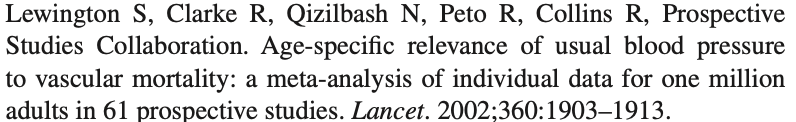 Lewington S, Clarke R, Qizilbash N, Peto R, Collins R, Prospective
Studies Collaboration. Age-specific relevance of usual blood pressure
to vascular mortality: a meta-analysis of individual data for one million
adults in 61 prospective studies. Lancet. 2002;360:1903–1913.